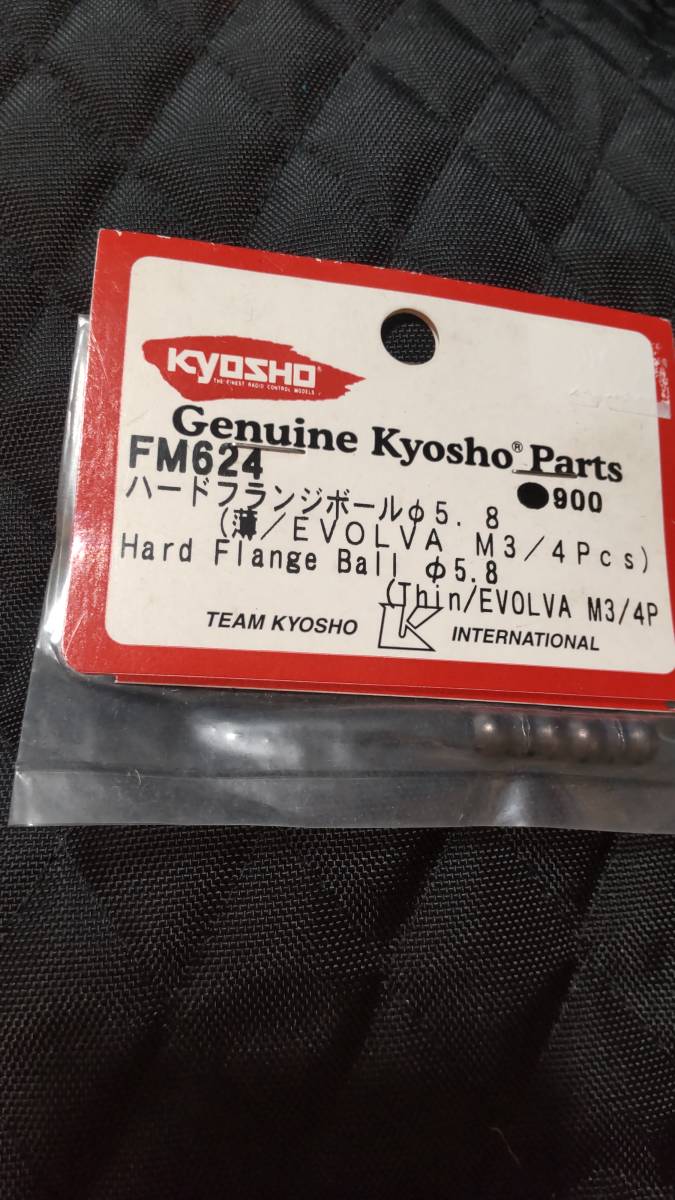 KYOSHO
THE FINEST RADIO CONTROL MODELS
Genuine Kyosho® Parts
FM624
●900
ハードフランジボールφ5.8
(薄/EVOLVA M3/4Pcs)
Hard Flange Ball φ5.8
(Thin/EVOLVA M3/4P
TEAM KYOSHO K INTERNATIONAL